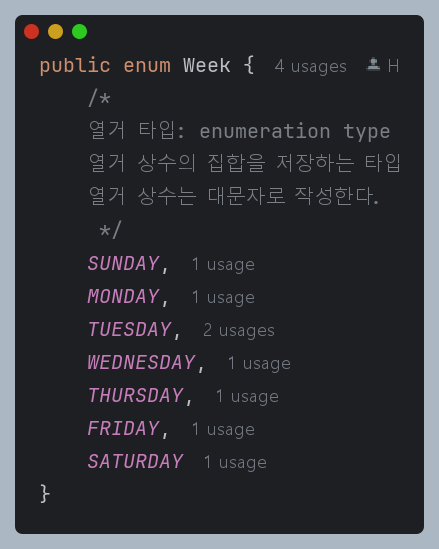 public enum Week { 4 usages H
/*
열거 타입: enumeration type
열거 상수의 집합을 저장하는 타입
열거 상수는 대문자로 작성한다.
*/
SUNDAY, 1 usage
MONDAY, 1 usage
TUESDAY, 2 usages
WEDNESDAY, 1 usage
THURSDAY, 1 usage
FRIDAY, 1 usage
SATURDAY 1 usage
}